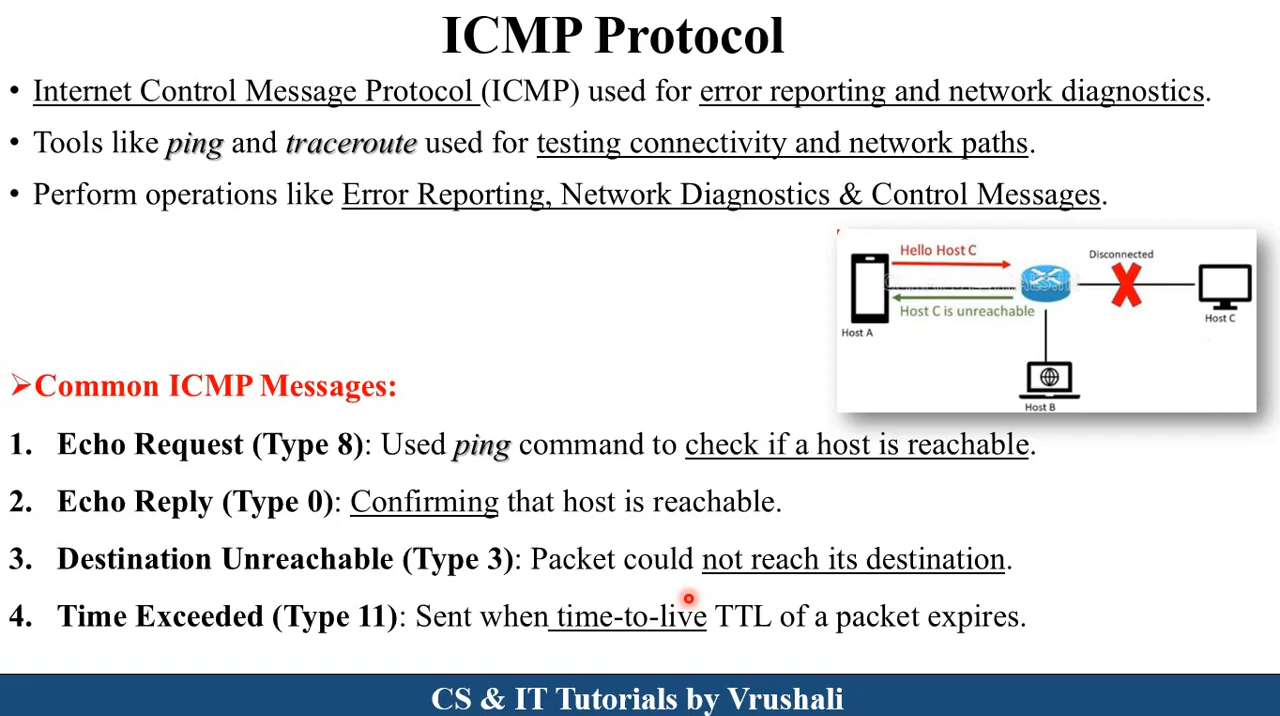 ICMP Protocol
• Internet Control Message Protocol (ICMP) used for error reporting and network diagnostics.
• Tools like ping and traceroute used for testing connectivity and network paths.
• Perform operations like Error Reporting, Network Diagnostics & Control Messages.
Hello Host C
Disconnected
Host C is unreachable
Host A
Host C
Host B
➢Common ICMP Messages:
1. Echo Request (Type 8): Used ping command to check if a host is reachable.
2. Echo Reply (Type 0): Confirming that host is reachable.
3. Destination Unreachable (Type 3): Packet could not reach its destination.
4. Time Exceeded (Type 11): Sent when time-to-live TTL of a packet expires.
CS & IT Tutorials by Vrushali